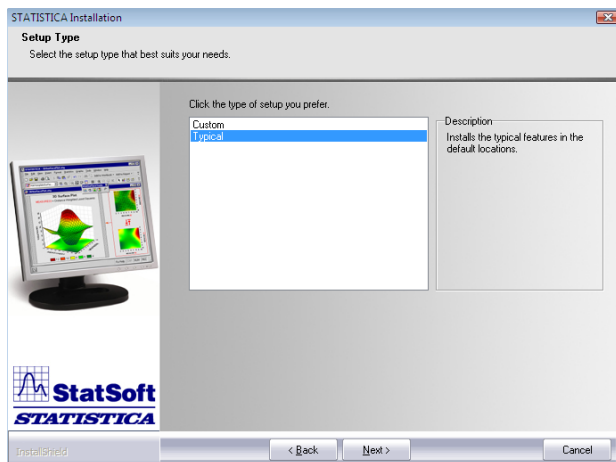 STATISTICA Installation
Setup Type
Select the setup type that best suits your needs.
Click the type of setup you prefer.
Custom
Typical
Description
Installs the typical features in the
default locations.
StatSoft
STATISTICA
InstallShield
< Back
Next >
Cancel